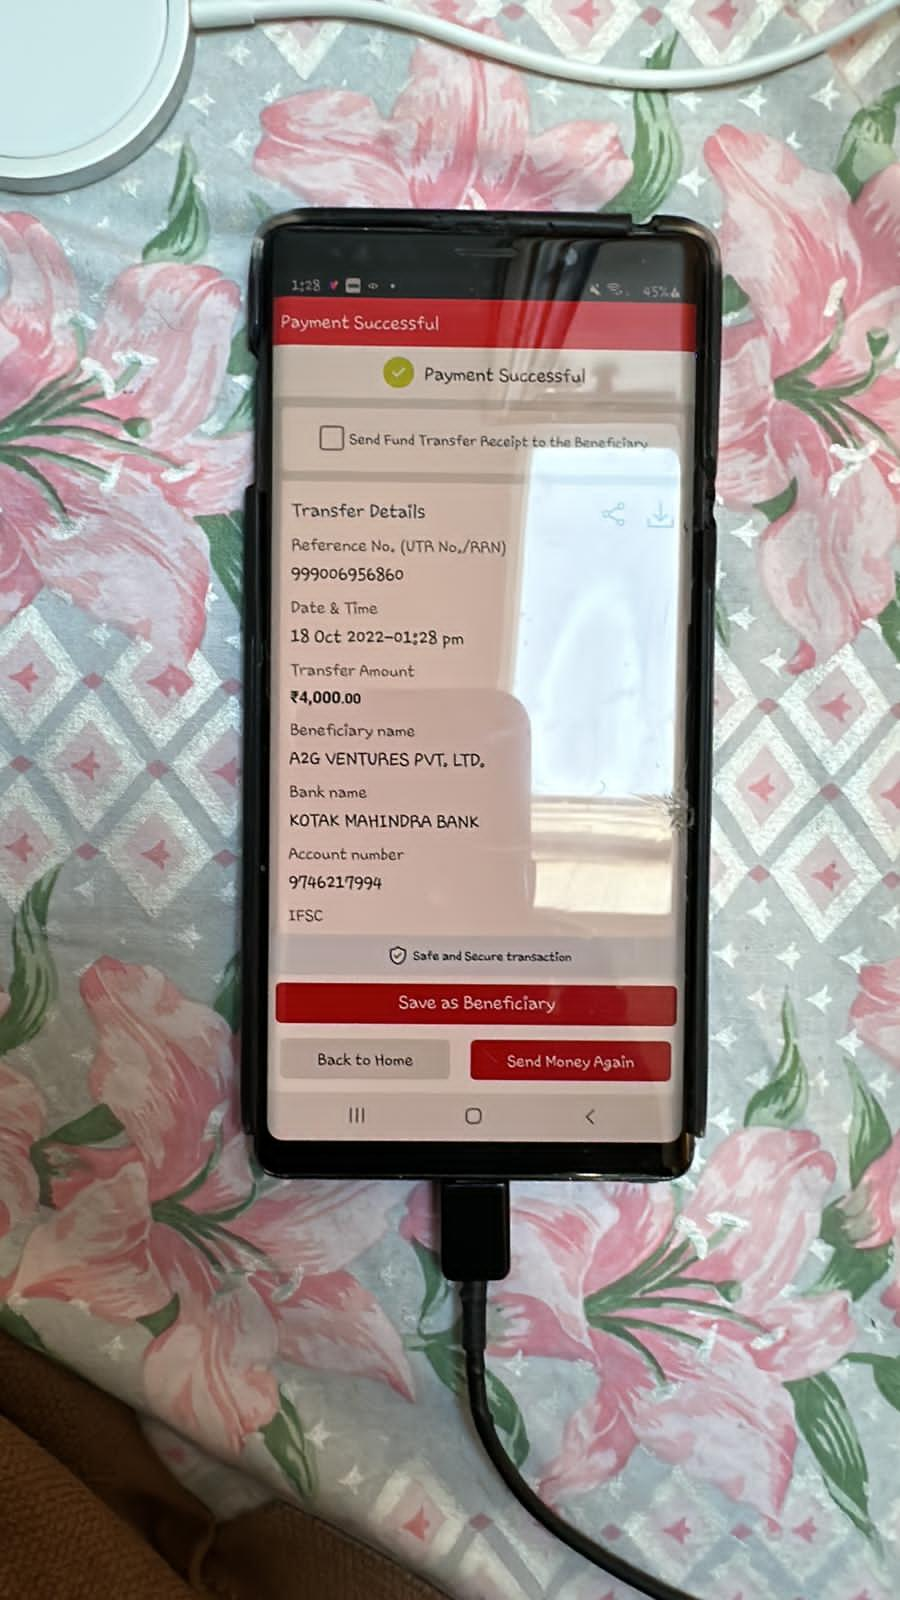 1:28
45%
Payment Successful
Payment Successful
Send Fund Transfer Receipt to the Beneficiary
Transfer Details
Reference No. (UTR No./RRN)
999006956860
Date & Time
18 Oct 2022-01:28 pm
Transfer Amount
₹4,000.00
Beneficiary name
A2G VENTURES PVT. LTD.
Bank name
KOTAK MAHINDRA BANK
Account number
9746217994
IFSC
Safe and Secure transaction
Save as Beneficiary
Back to Home
Send Money Again